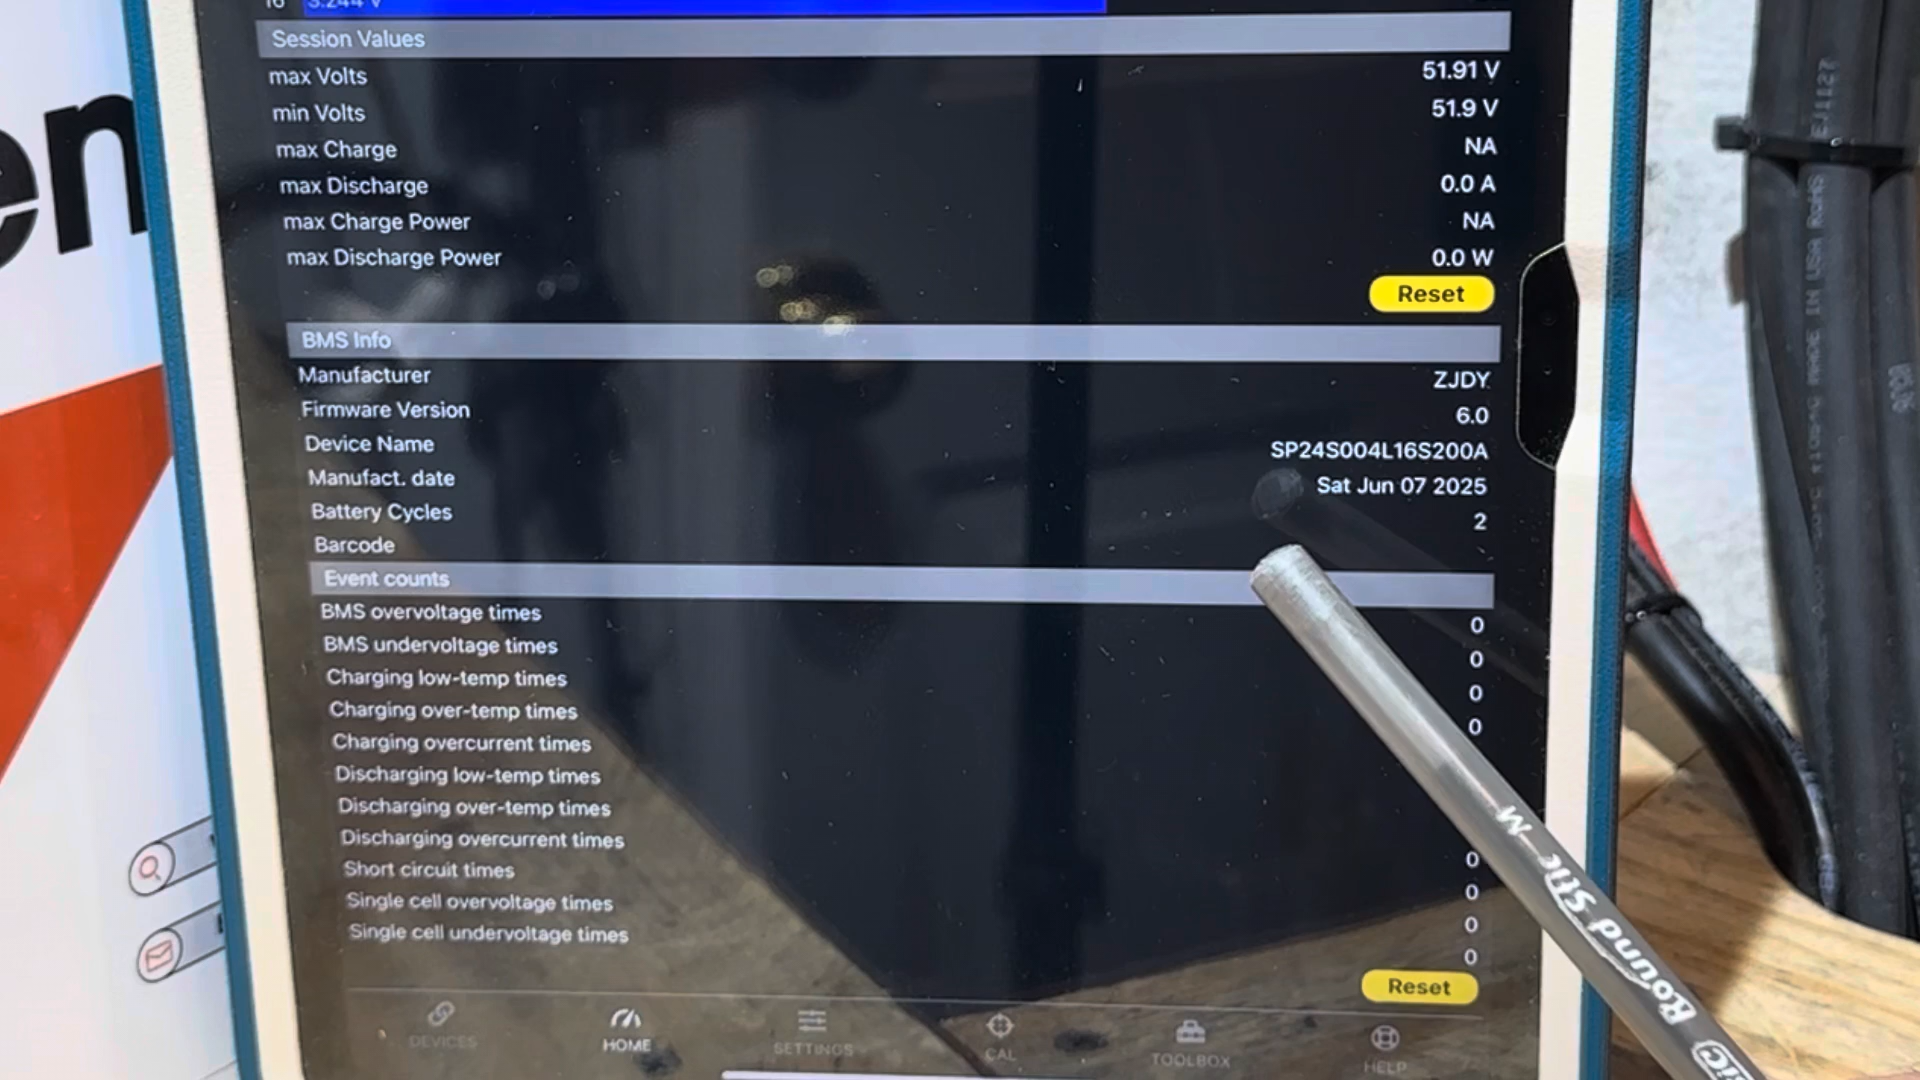 en
16 3.244 V
Session Values
max Volts 51.91 V
min Volts 51.9 V
max Charge NA
max Discharge 0.0 A
max Charge Power NA
max Discharge Power 0.0 W
Reset
BMS Info
Manufacturer ZJDY
Firmware Version 6.0
Device Name SP24S004L16S200A
Manufact. date Sat Jun 07 2025
Battery Cycles 2
Barcode
Event counts
BMS overvoltage times 0
BMS undervoltage times 0
Charging low-temp times 0
Charging over-temp times 0
Charging overcurrent times
Discharging low-temp times
Discharging over-temp times
Discharging overcurrent times 0
Short circuit times 0
Single cell overvoltage times 0
Single cell undervoltage times 0
Reset
DEVICES HOME SETTINGS CAL TOOLBOX HELP
Round Stic M